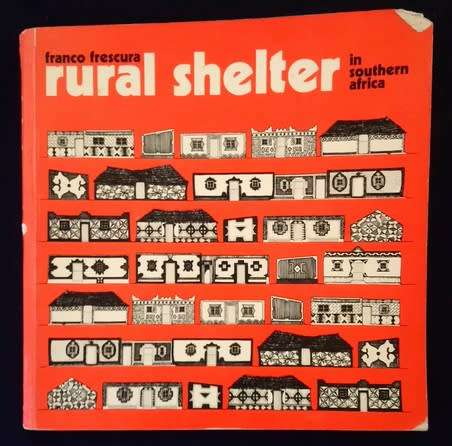 franco frescura
rural shelter
in
southern
africa